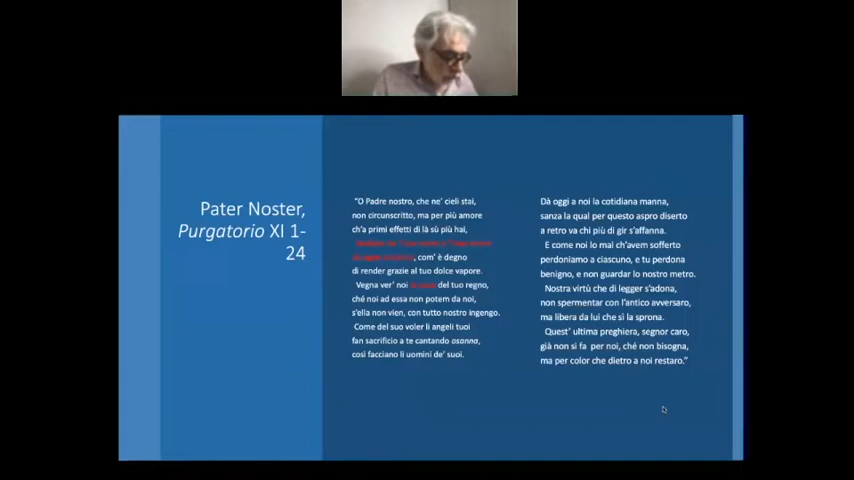 Pater Noster,
Purgatorio XI 1-
24
“O Padre nostro, che ne’ cieli stai,
non circunscritto, ma per più amore
ch’a primi effetti di là sù più hai,
, com’ è degno
di render grazie al tuo dolce vapore.
Vegna ver’ noi del tuo regno,
ché noi ad essa non potem da noi,
s’ella non vien, con tutto nostro ingengo.
Come del suo voler li angeli tuoi
fan sacrificio a te cantando osanna,
così facciano li uomini de’ suoi.
Dà oggi a noi la cotidiana manna,
sanza la qual per questo aspro diserto
a retro va chi più di gir s’affanna.
E come noi lo mal ch’avem sofferto
perdoniamo a ciascuno, e tu perdona
benigno, e non guardar lo nostro metro.
Nostra virtù che di legger s’adona,
non spermentar con l’antico avversaro,
ma libera da lui che sì la sprona.
Quest’ ultima preghiera, segnor caro,
già non si fa per noi, ché non bisogna,
ma per color che dietro a noi restaro.”